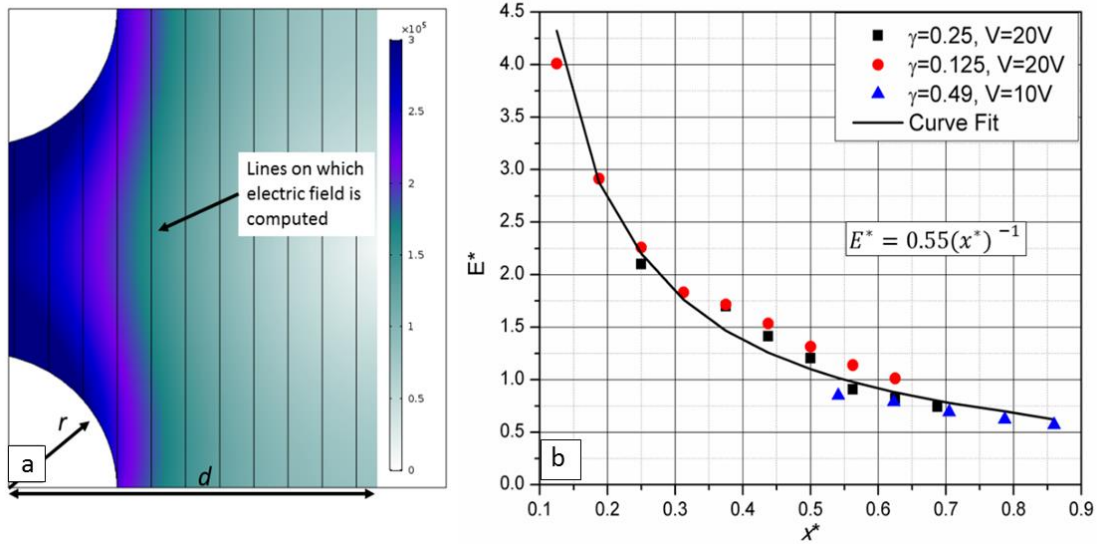 ×10⁵
3
2.5
2
1.5
1
0.5
0
Lines on which
electric field is
computed
r
a
d
4.5
4.0
3.5
3.0
2.5
2.0
1.5
1.0
0.5
0.0
E*
γ=0.25, V=20V
γ=0.125, V=20V
γ=0.49, V=10V
Curve Fit
E* = 0.55(x*) ⁻¹
b
0.1 0.2 0.3 0.4 0.5 0.6 0.7 0.8 0.9
x*